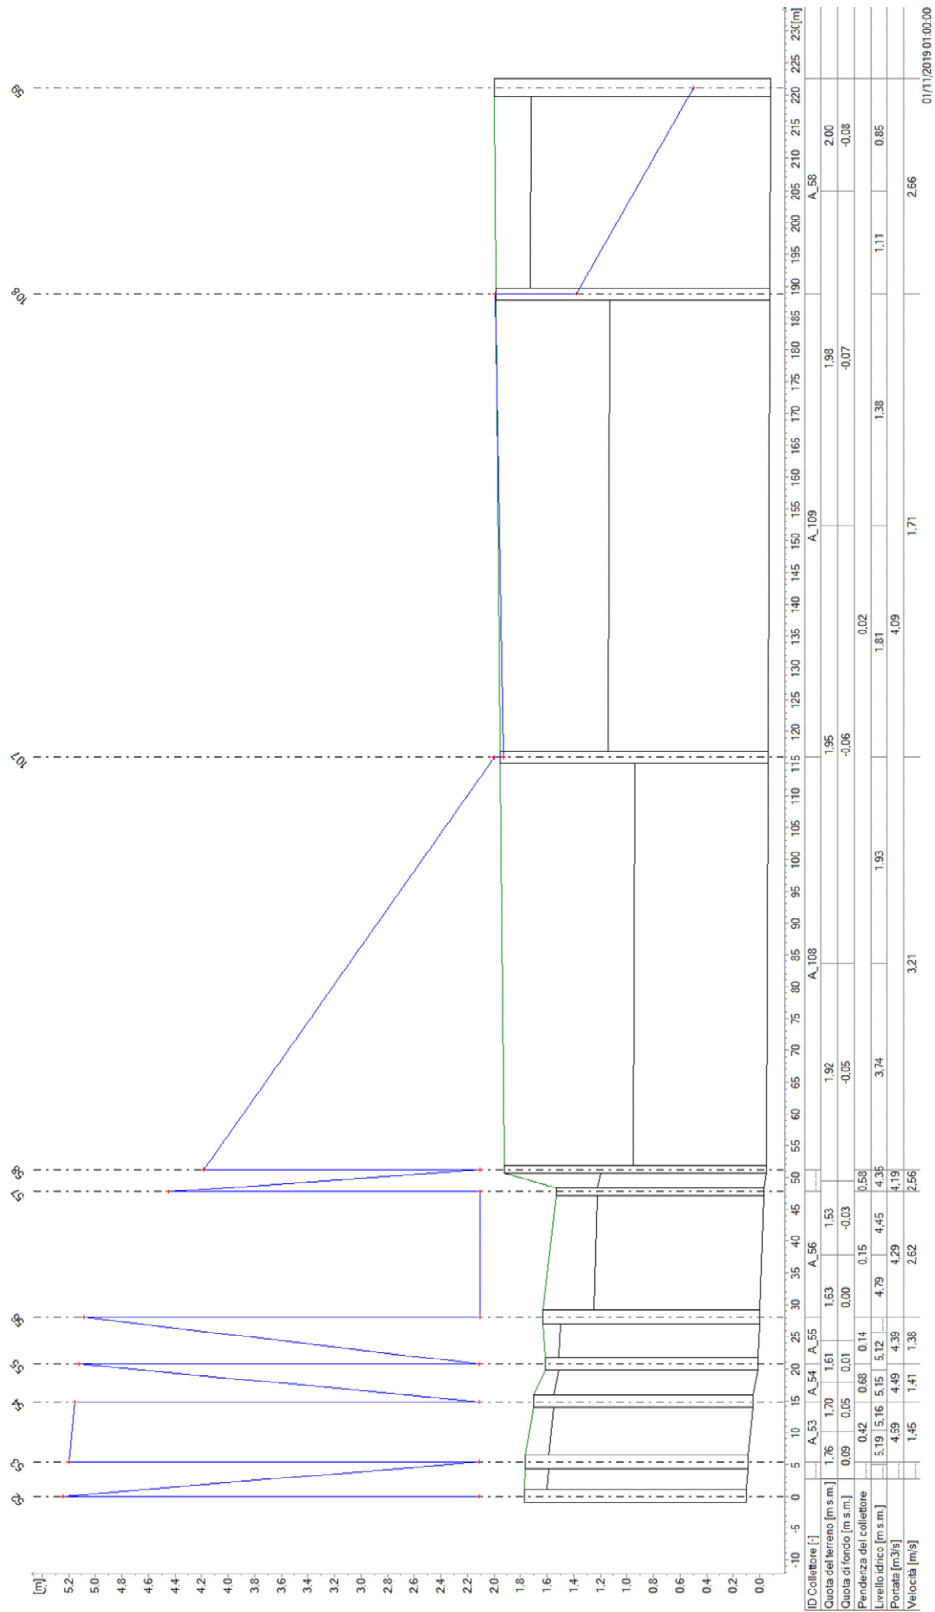 52 53 54 55 56 57 58 107 108 59
[m]
5.2
5.0
4.8
4.6
4.4
4.2
4.0
3.8
3.6
3.4
3.2
3.0
2.8
2.6
2.4
2.2
2.0
1.8
1.6
1.4
1.2
1.0
0.8
0.6
0.4
0.2
0.0
-10 -5 0 5 10 15 20 25 30 35 40 45 50 55 60 65 70 75 80 85 90 95 100 105 110 115 120 125 130 135 140 145 150 155 160 165 170 175 180 185 190 195 200 205 210 215 220 225 230 [m]
ID Collettore [-] ... A_53 A_54 A_55 A_56 ... A_108 A_109 A_58
Quota del terreno [m s.m.] ... 1.76 1.70 1.61 1.63 1.53 1.92 1.95 1.98 2.00
Quota di fondo [m s.m.] ... 0.09 0.05 0.01 0.00 -0.03 -0.05 -0.06 -0.07 -0.08
Pendenza del collettore ... 0.42 0.68 0.14 0.15 0.58 0.02
Livello idrico [m s.m.] ... 5.19 5.16 5.15 5.12 ... 4.79 4.45 4.35 3.74 1.93 1.81 1.38 1.11 0.85
Portata [m3/s] ... 4.59 4.49 4.39 4.29 4.19 4.09
Velocità [m/s] ... 1.45 1.41 1.38 2.62 2.56 3.21 1.71 2.66
01/11/2019 01:00:00